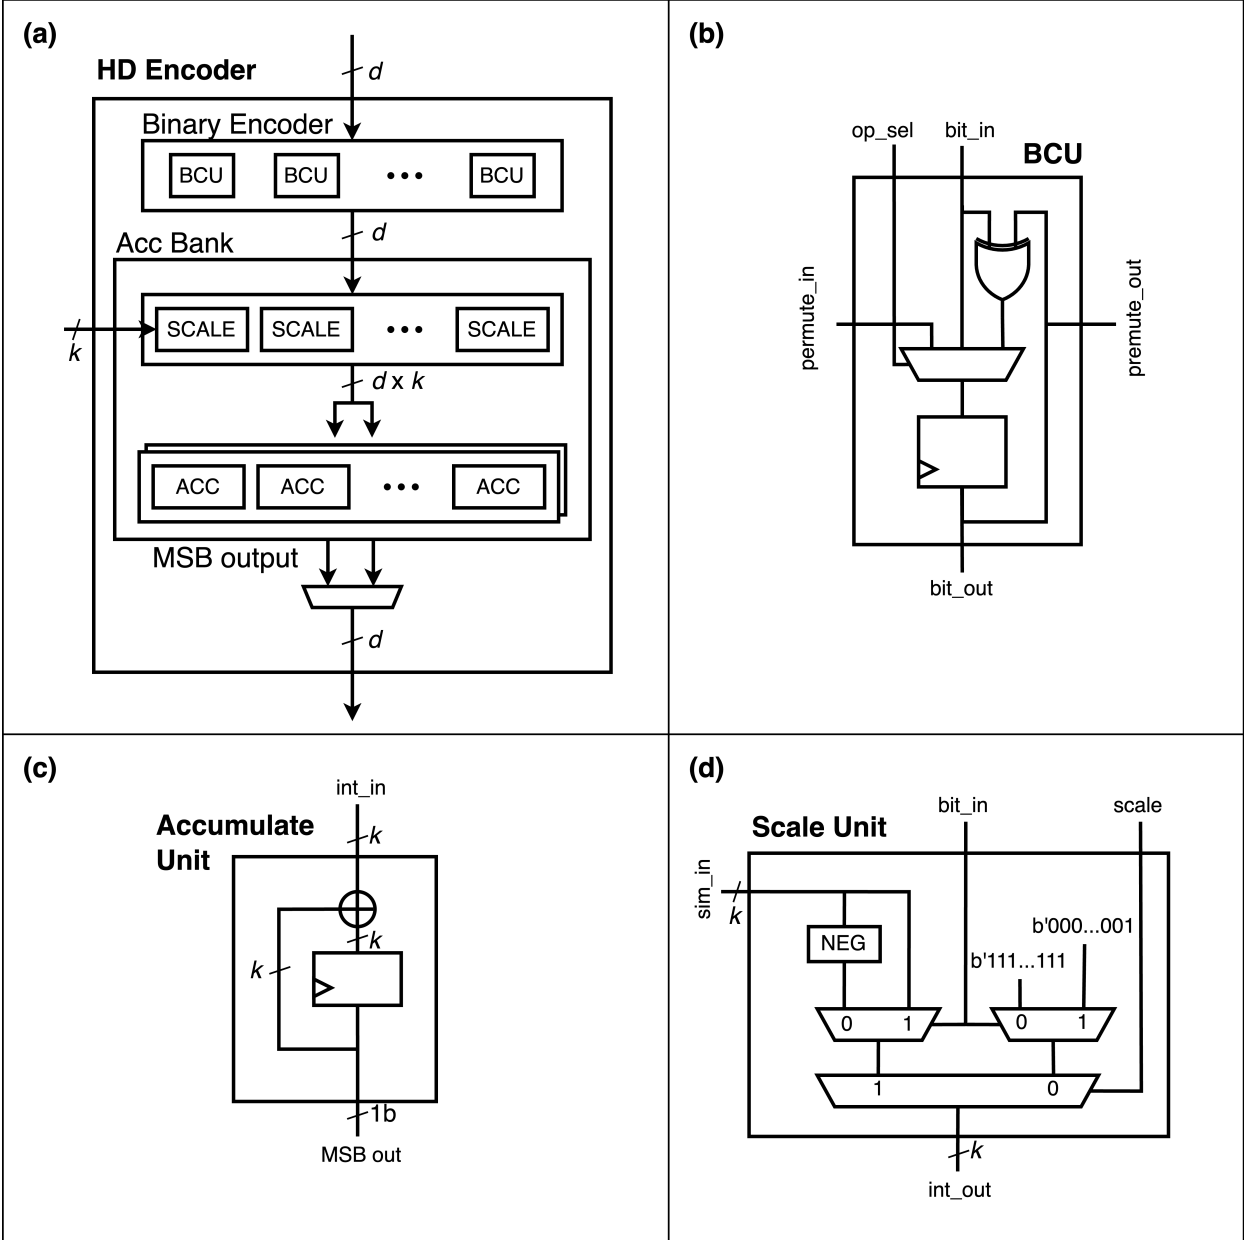 (a)
HD Encoder
d
Binary Encoder
BCU BCU ••• BCU
d
Acc Bank
SCALE SCALE ••• SCALE
k
d x k
ACC ACC ••• ACC
MSB output
d
(b)
op_sel bit_in
BCU
permute_in
premute_out
bit_out
(c)
int_in
Accumulate
Unit
k
k
k
1b
MSB out
(d)
bit_in scale
Scale Unit
sim_in
k
b'000...001
NEG
b'111...111
0 1 0 1
1 0
k
int_out